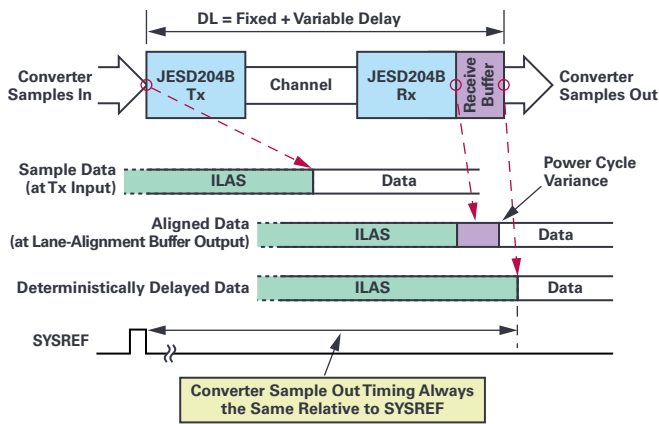 DL = Fixed + Variable Delay
Converter
Samples In
JESD204B
Tx
Channel
JESD204B
Rx
Receive
Buffer
Converter
Samples Out
Sample Data
(at Tx Input)
ILAS
Data
Power Cycle
Variance
Aligned Data
(at Lane-Alignment Buffer Output)
ILAS
Data
Deterministically Delayed Data
ILAS
Data
SYSREF
Converter Sample Out Timing Always
the Same Relative to SYSREF